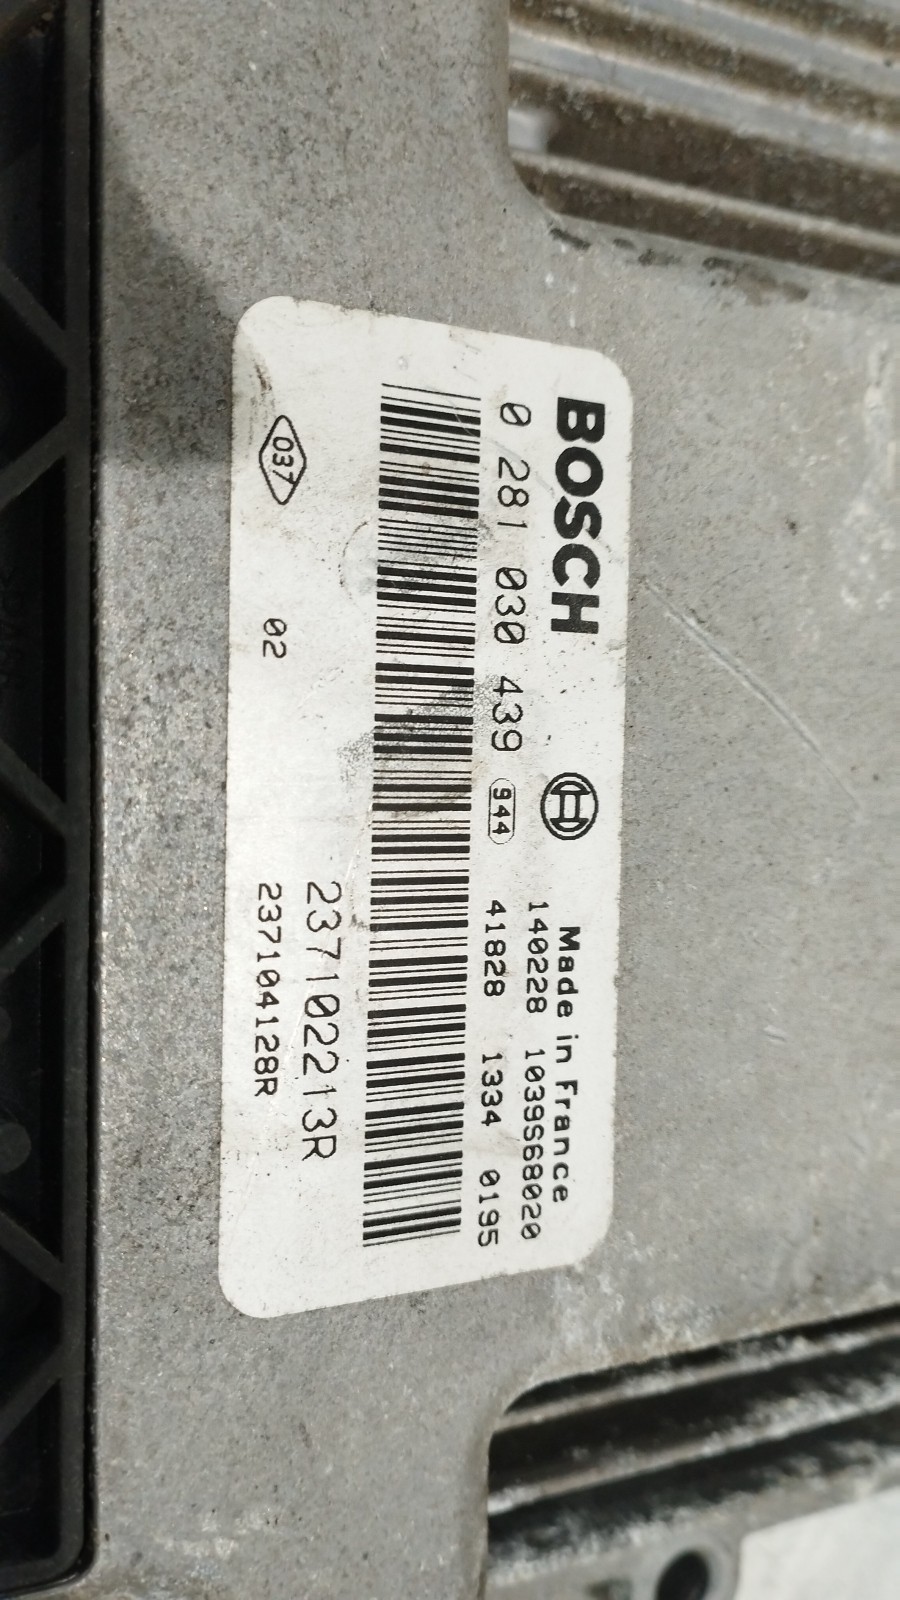 BOSCH
Made in France
140228 1039S68020
0 281 030 439 944 41828 1334 0195
237102213R
037 02 237104128R